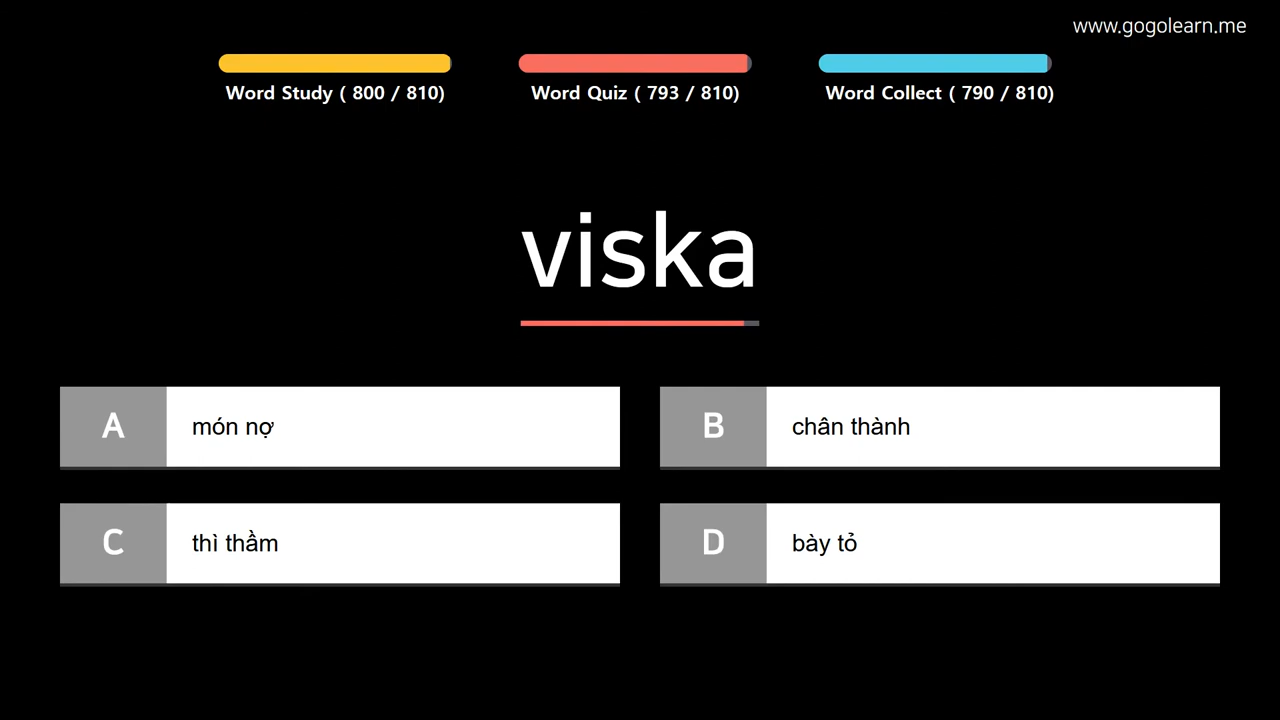 www.gogolearn.me
Word Study ( 800 / 810)
Word Quiz ( 793 / 810)
Word Collect ( 790 / 810)
viska
A món nợ
B chân thành
C thì thầm
D bày tỏ